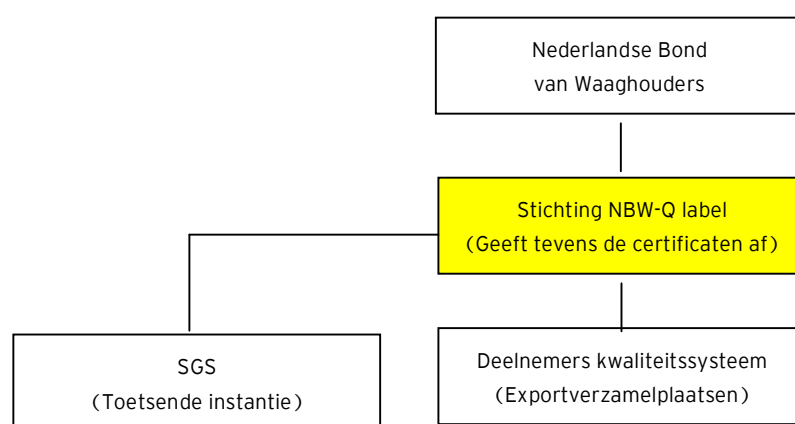 Nederlandse Bond
van Waaghouders
Stichting NBW-Q label
(Geeft tevens de certificaten af)
SGS
(Toetsende instantie)
Deelnemers kwaliteitssysteem
(Exportverzamelplaatsen)